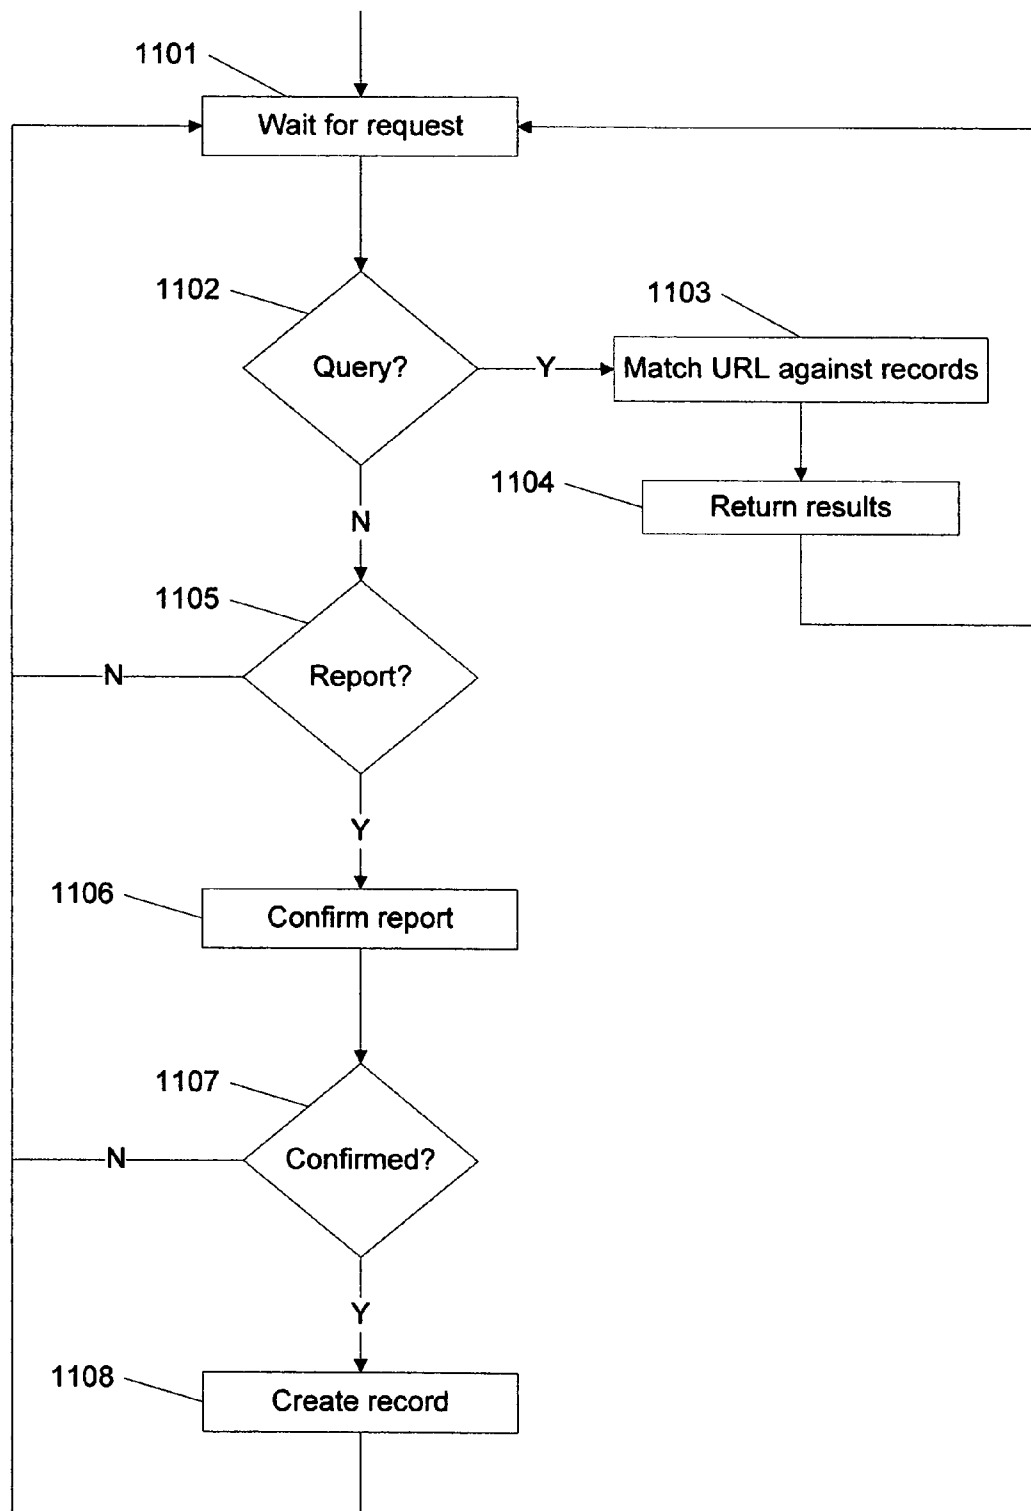 1101
Wait for request
1102
Query?
Y
1103
Match URL against records
1104
Return results
N
1105
Report?
N
Y
1106
Confirm report
1107
Confirmed?
N
Y
1108
Create record